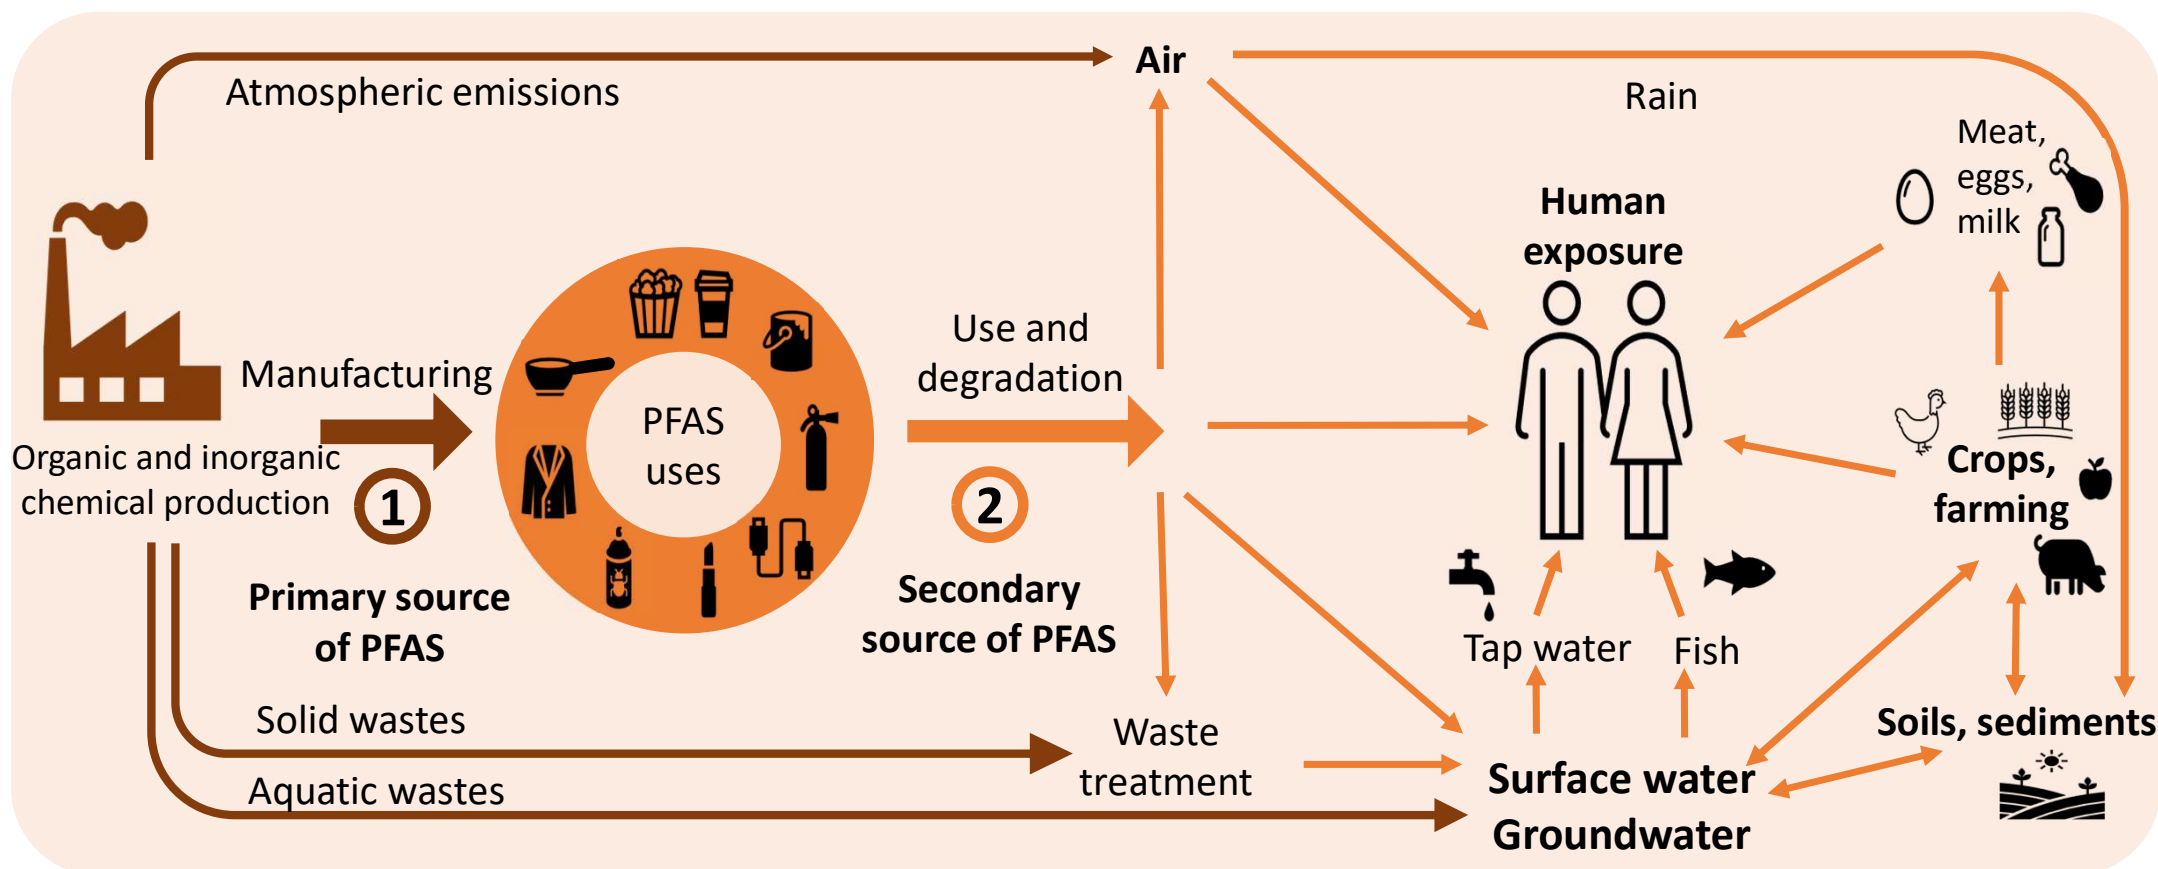 Atmospheric emissions
Air
Rain
Meat,
eggs,
milk
Human
exposure
Manufacturing
Organic and inorganic
chemical production
1
Primary source
of PFAS
PFAS
uses
Use and
degradation
2
Secondary
source of PFAS
Crops,
farming
Tap water
Fish
Solid wastes
Aquatic wastes
Waste
treatment
Surface water
Groundwater
Soils, sediments